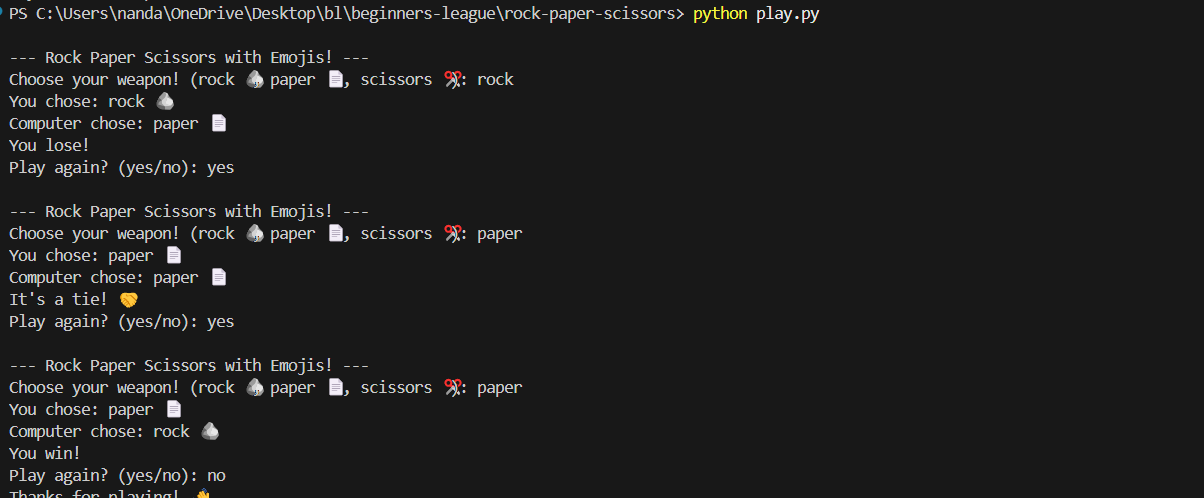 PS C:\Users\nanda\OneDrive\Desktop\bl\beginners-league\rock-paper-scissors> python play.py
--- Rock Paper Scissors with Emojis! ---
Choose your weapon! (rock 🪨 paper 📄, scissors ✂️: rock
You chose: rock 🪨
Computer chose: paper 📄
You lose!
Play again? (yes/no): yes
--- Rock Paper Scissors with Emojis! ---
Choose your weapon! (rock 🪨 paper 📄, scissors ✂️: paper
You chose: paper 📄
Computer chose: paper 📄
It's a tie! 🤝
Play again? (yes/no): yes
--- Rock Paper Scissors with Emojis! ---
Choose your weapon! (rock 🪨 paper 📄, scissors ✂️: paper
You chose: paper 📄
Computer chose: rock 🪨
You win!
Play again? (yes/no): no
Thanks for playing! 👋